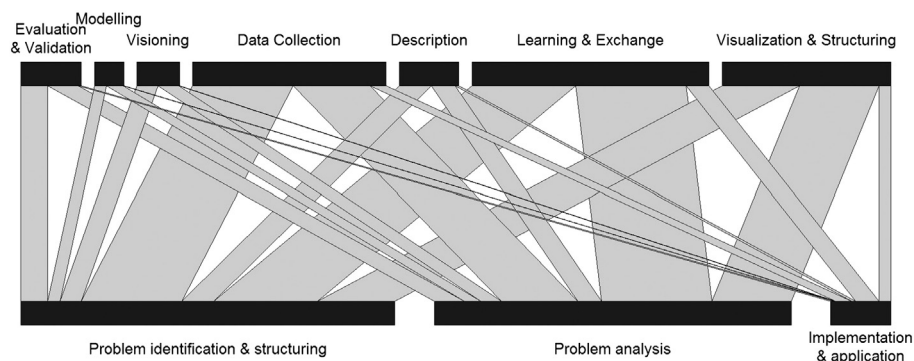 Modelling
Evaluation
& Validation
Visioning
Data Collection
Description
Learning & Exchange
Visualization & Structuring
Problem identification & structuring
Problem analysis
Implementation
& application